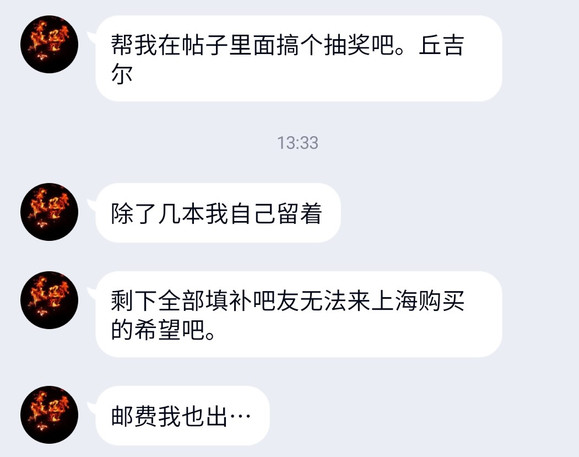 帮我在帖子里面搞个抽奖吧。丘吉
尔
13:33
除了几本我自己留着
剩下全部填补吧友无法来上海购买
的希望吧。
邮费我也出…